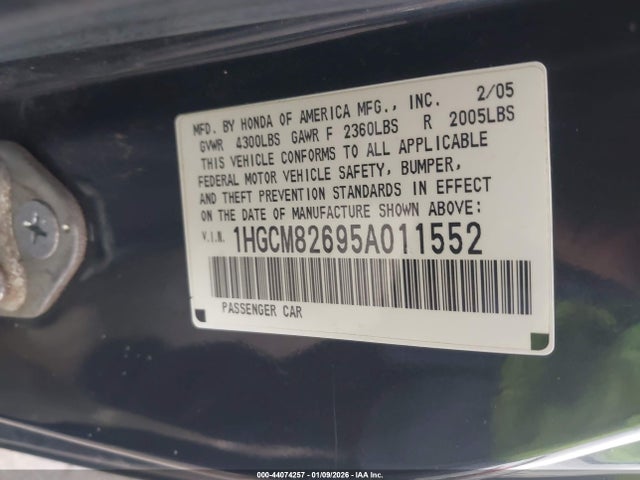 MFD. BY HONDA OF AMERICA MFG., INC. 2/05
GVWR 4300LBS GAWR F 2360LBS R 2005LBS
THIS VEHICLE CONFORMS TO ALL APPLICABLE
FEDERAL MOTOR VEHICLE SAFETY, BUMPER,
AND THEFT PREVENTION STANDARDS IN EFFECT
ON THE DATE OF MANUFACTURE SHOWN ABOVE:
V.I.N. 1HGCM82695A011552
PASSENGER CAR
000-44074257 - 01/09/2026 - IAA Inc.